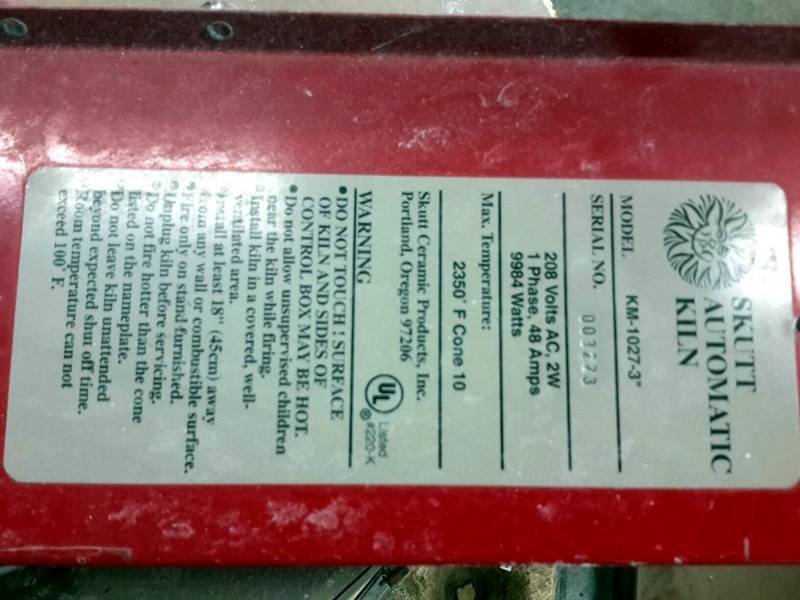 SKUTT
AUTOMATIC
KILN
MODEL KM-1027-3"
SERIAL NO. 003773
208 Volts AC, 2W
1 Phase, 48 Amps
9984 Watts
Max. Temperature:
2350° F Cone 10
Skutt Ceramic Products, Inc.
Portland, Oregon 97206
UL ® Listed
#220-K
WARNING
•DO NOT TOUCH! SURFACE
OF KILN AND SIDES OF
CONTROL BOX MAY BE HOT.
•Do not allow unsupervised children
near the kiln while firing.
Install kiln in a covered, well-
ventilated area.
Install at least 18" (45cm) away
from any wall or combustible surface.
Fire only on stand furnished.
Unplug kiln before servicing.
Do not fire hotter than the cone
listed on the nameplate.
Do not leave kiln unattended
beyond expected shut off time.
Room temperature can not
exceed 100° F.